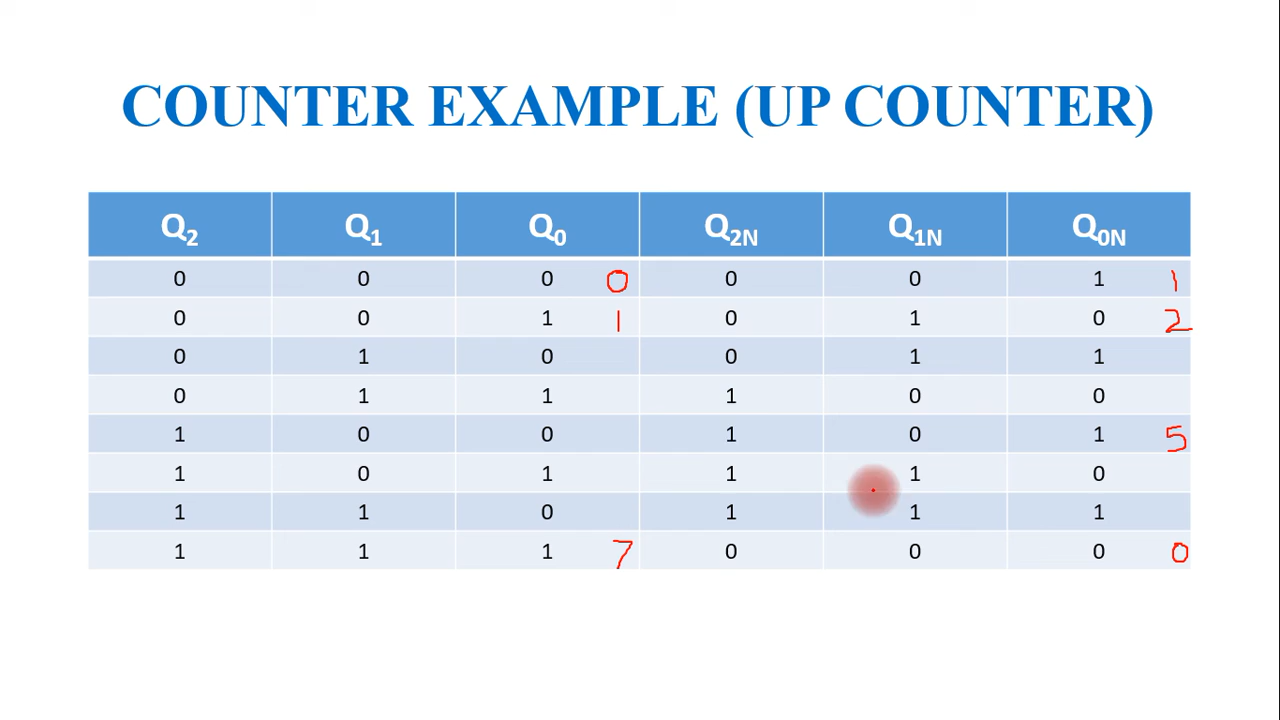 COUNTER EXAMPLE (UP COUNTER)
Q2 Q1 Q0 Q2N Q1N Q0N
0 0 0 0 0 0 1 1
0 0 1 1 0 1 0 2
0 1 0 0 1 1
0 1 1 1 0 0
1 0 0 1 0 1 5
1 0 1 1 1 0
1 1 0 1 1 1
1 1 1 7 0 0 0 0